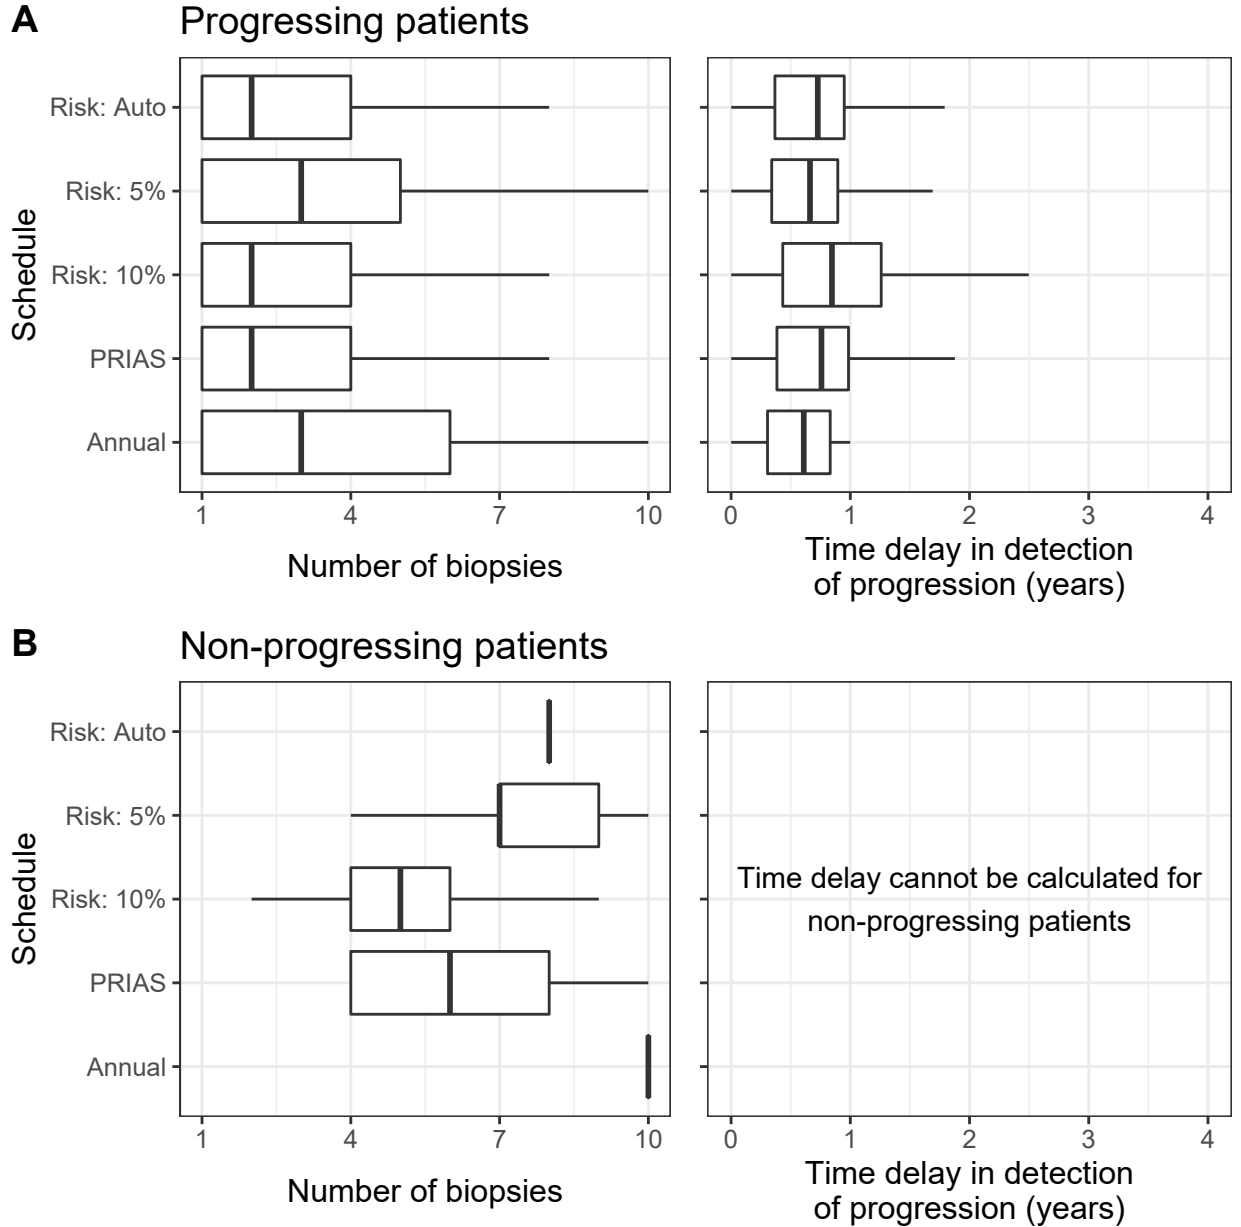 A
Progressing patients
Schedule
Risk: Auto
Risk: 5%
Risk: 10%
PRIAS
Annual
1 4 7 10
Number of biopsies
0 1 2 3 4
Time delay in detection
of progression (years)
B
Non-progressing patients
Schedule
Risk: Auto
Risk: 5%
Risk: 10%
PRIAS
Annual
1 4 7 10
Number of biopsies
Time delay cannot be calculated for
non-progressing patients
0 1 2 3 4
Time delay in detection
of progression (years)